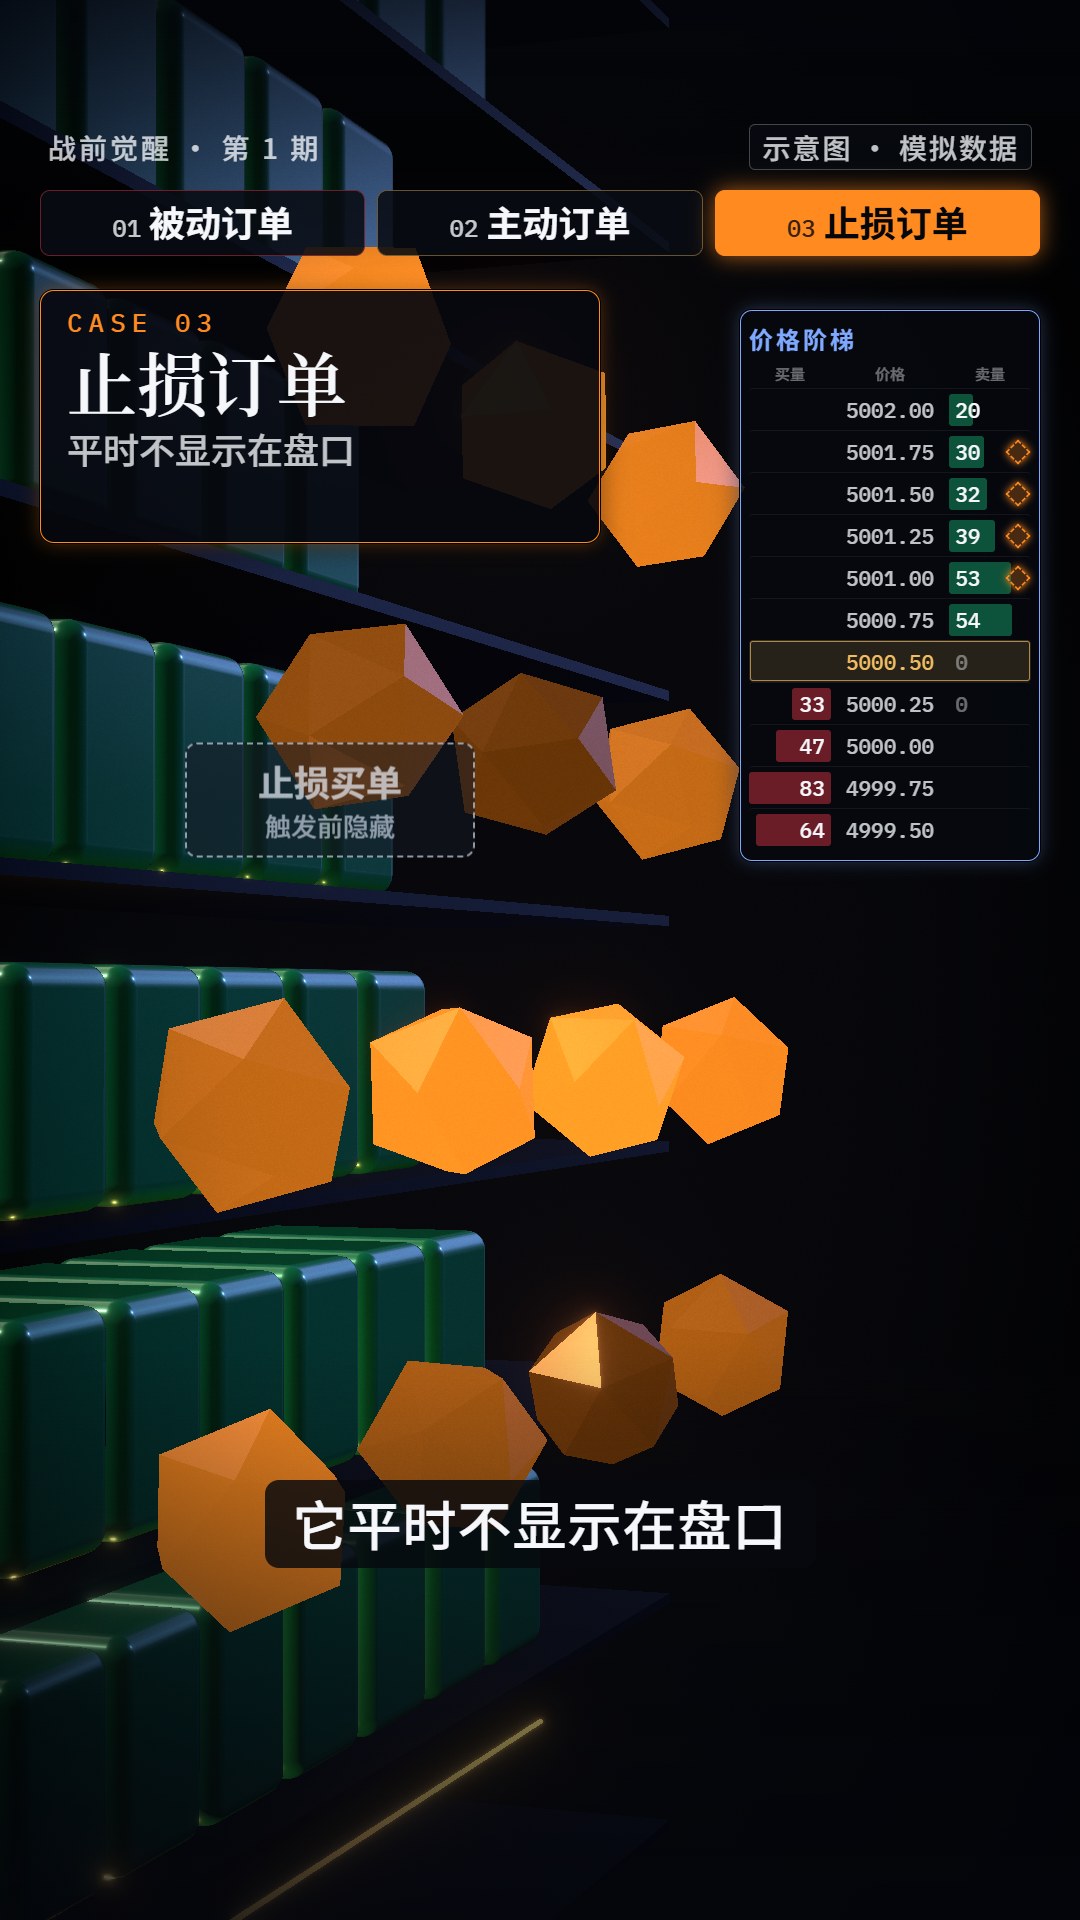 战前觉醒 · 第 1 期
示意图 · 模拟数据
01 被动订单
02 主动订单
03 止损订单
CASE 03
止损订单
平时不显示在盘口
价格阶梯
买量 价格 卖量
5002.00 20
5001.75 30
5001.50 32
5001.25 39
5001.00 53
5000.75 54
5000.50 0
33 5000.25 0
47 5000.00
83 4999.75
64 4999.50
止损买单
触发前隐藏
它平时不显示在盘口